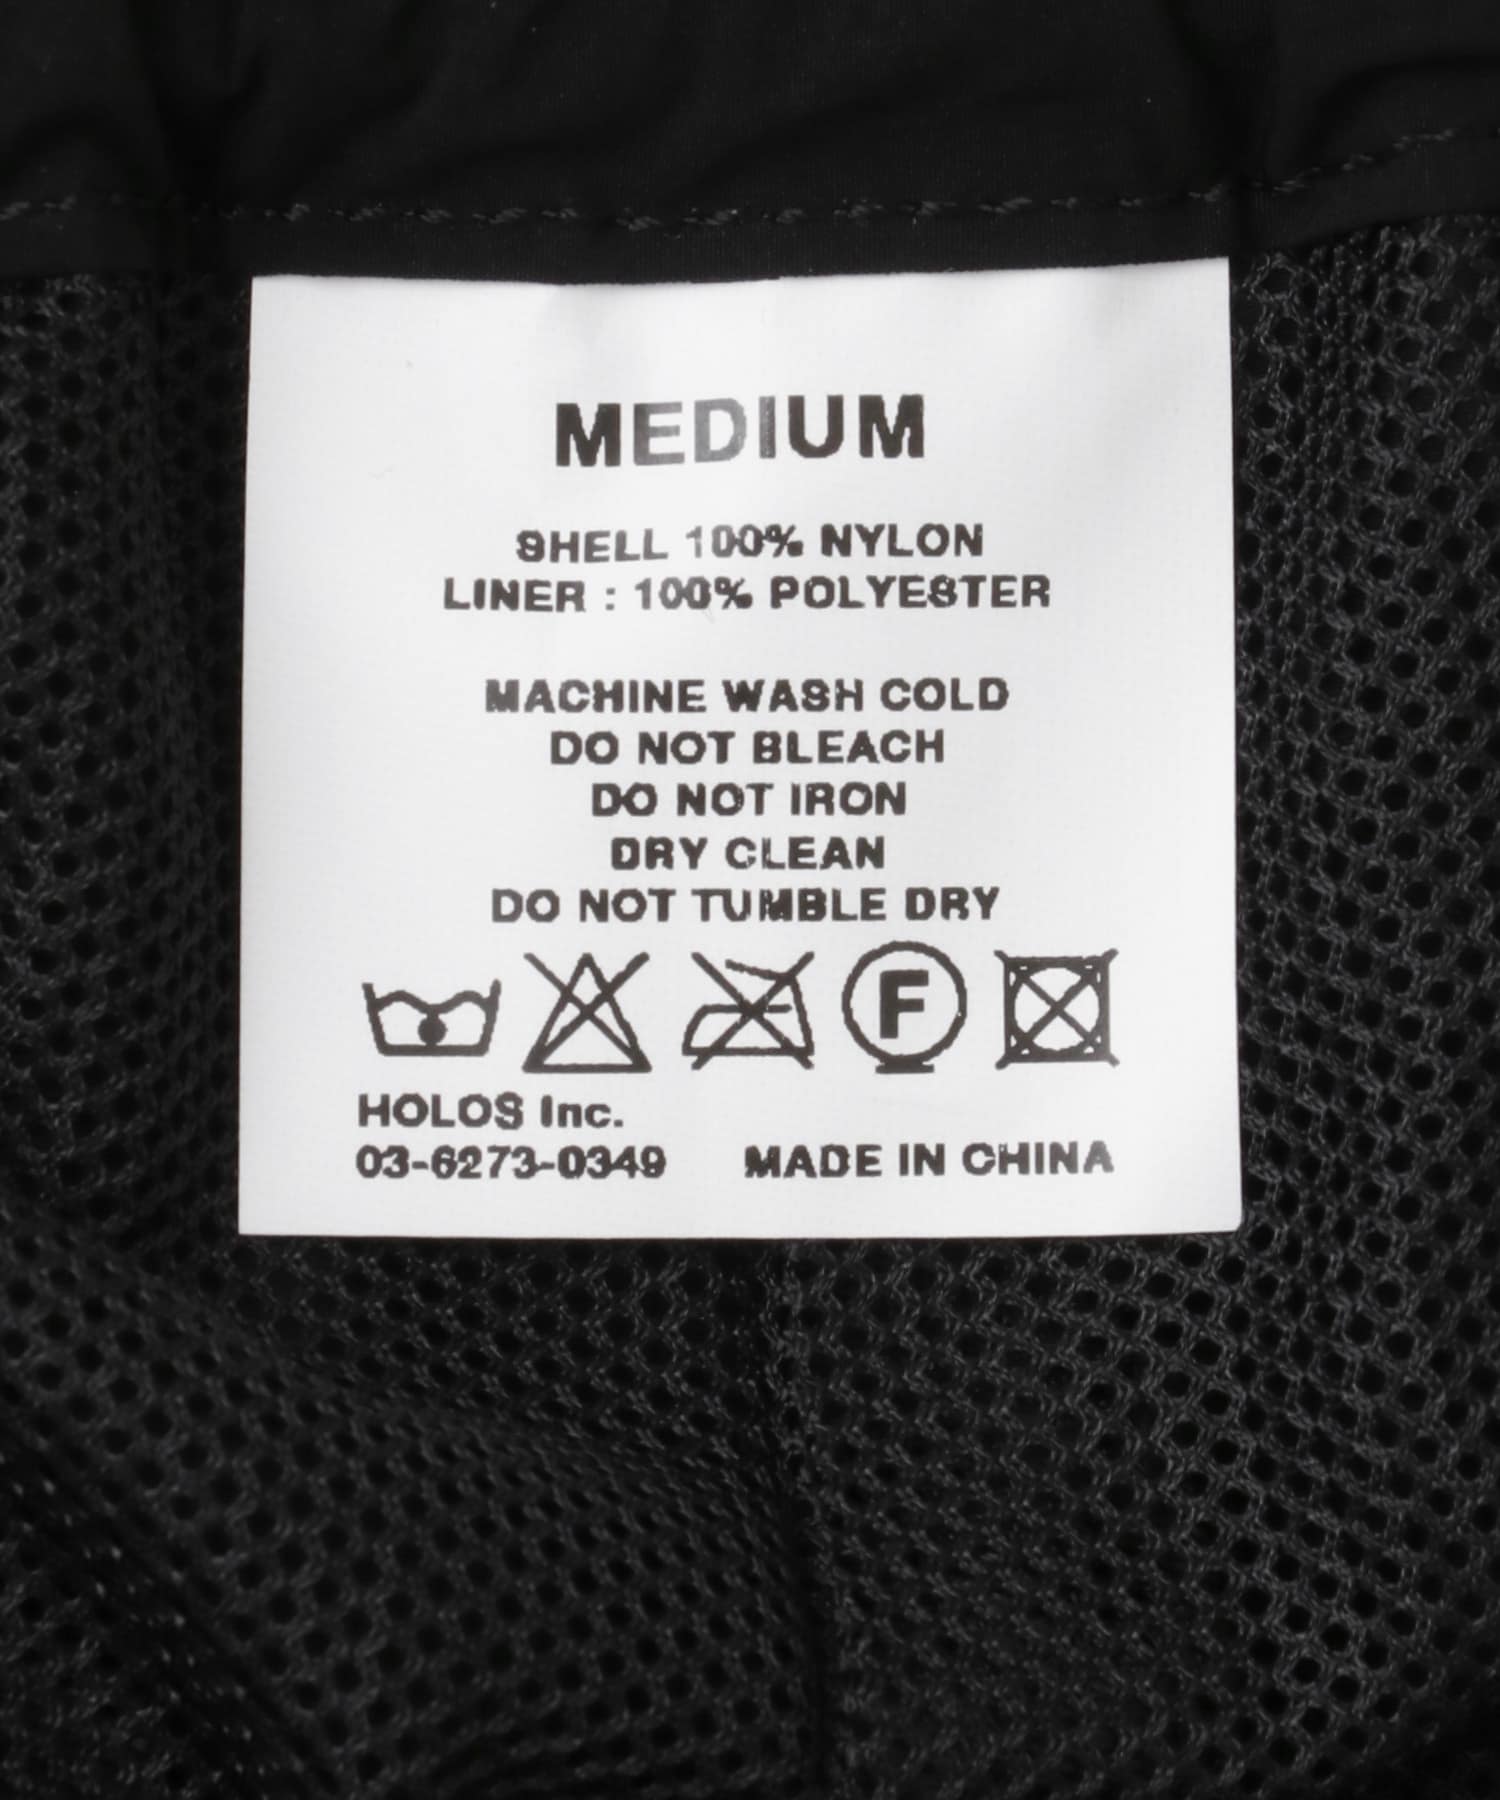 MEDIUM
SHELL 100% NYLON
LINER : 100% POLYESTER
MACHINE WASH COLD
DO NOT BLEACH
DO NOT IRON
DRY CLEAN
DO NOT TUMBLE DRY
F
HOLOS Inc.
03-6273-0349 MADE IN CHINA